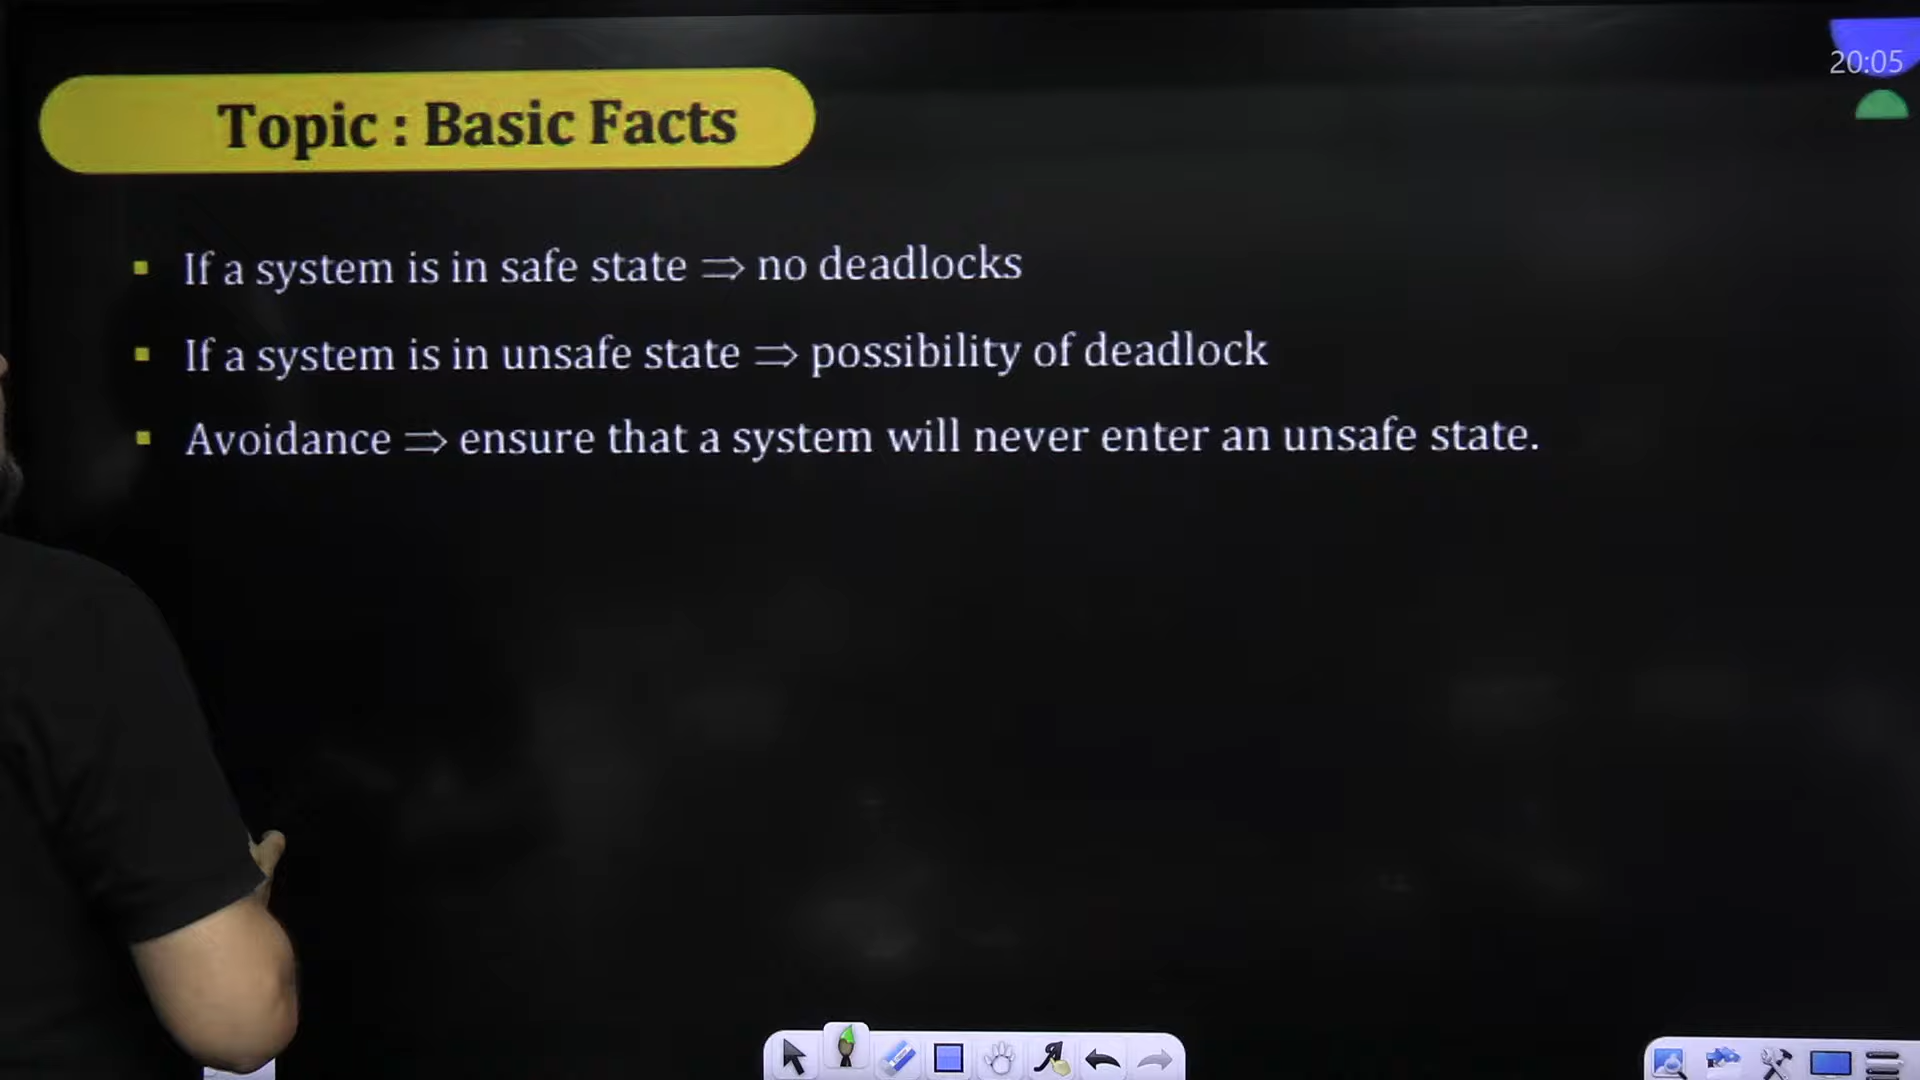 20:05
Topic : Basic Facts
▪ If a system is in safe state ⇒ no deadlocks
▪ If a system is in unsafe state ⇒ possibility of deadlock
▪ Avoidance ⇒ ensure that a system will never enter an unsafe state.